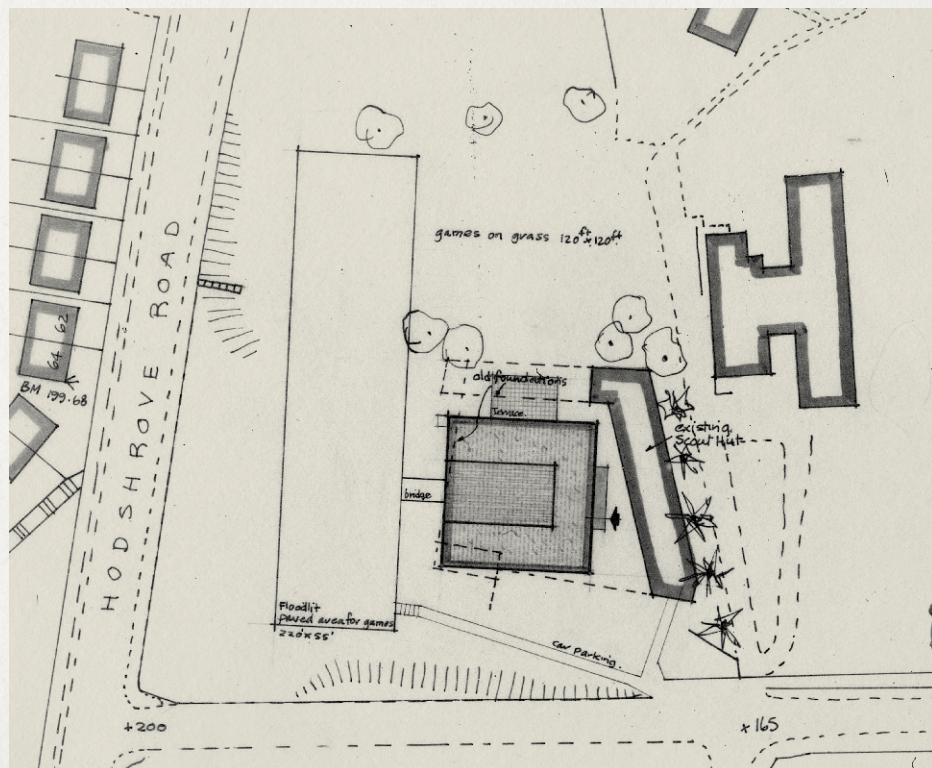 games on grass 120ft x 120ft
HODSHROVE ROAD
62
64
BM 199.68
old foundations
Terrace
existing
Scout Hut
bridge
Floodlit
paved area for games
220' x 55'
car parking.
+200
x 165